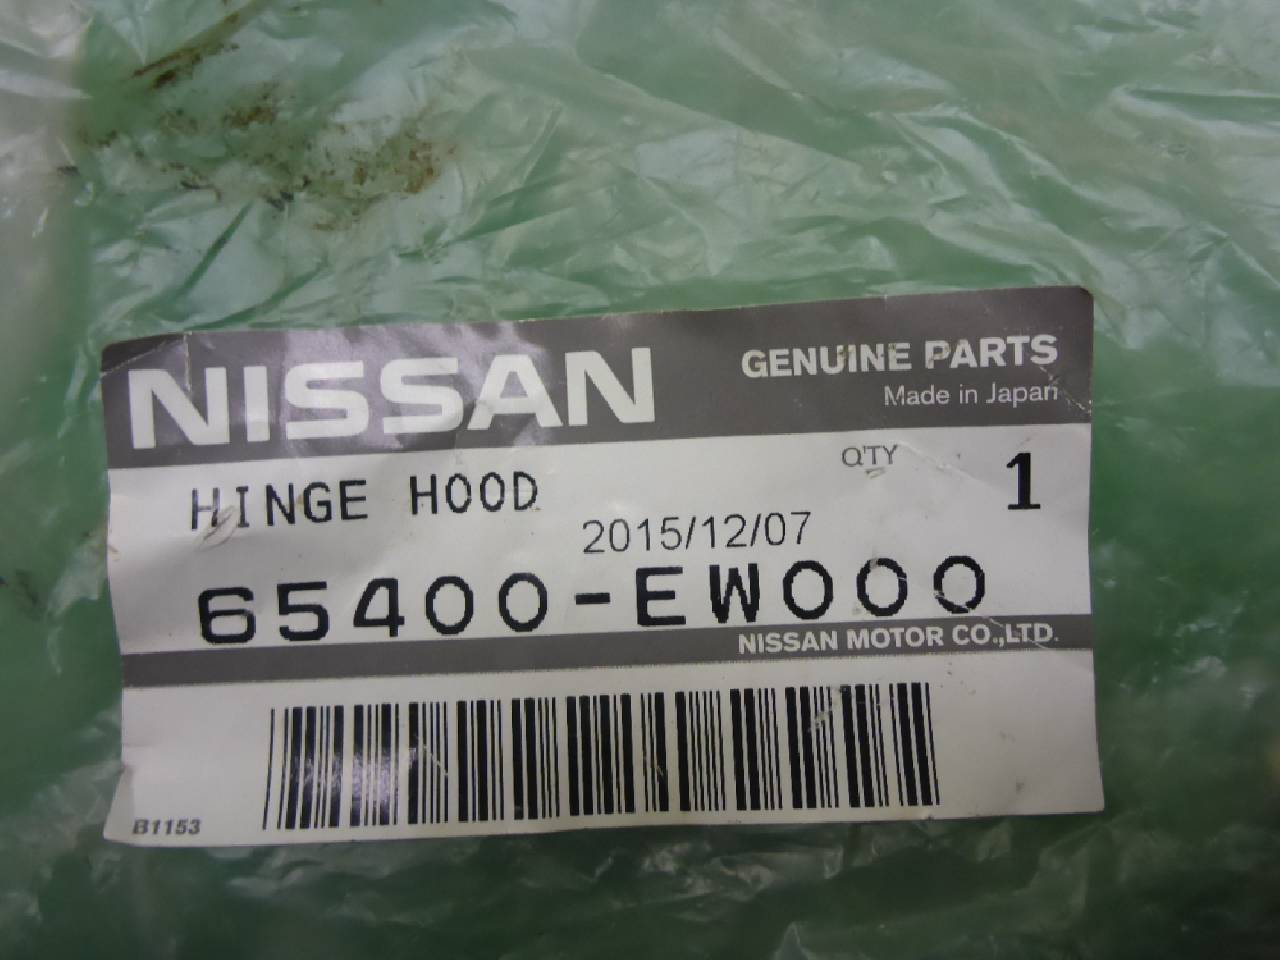 NISSAN
GENUINE PARTS
Made in Japan
HINGE HOOD
Q'TY 1
2015/12/07
65400-EW000
NISSAN MOTOR CO.,LTD.
B1153